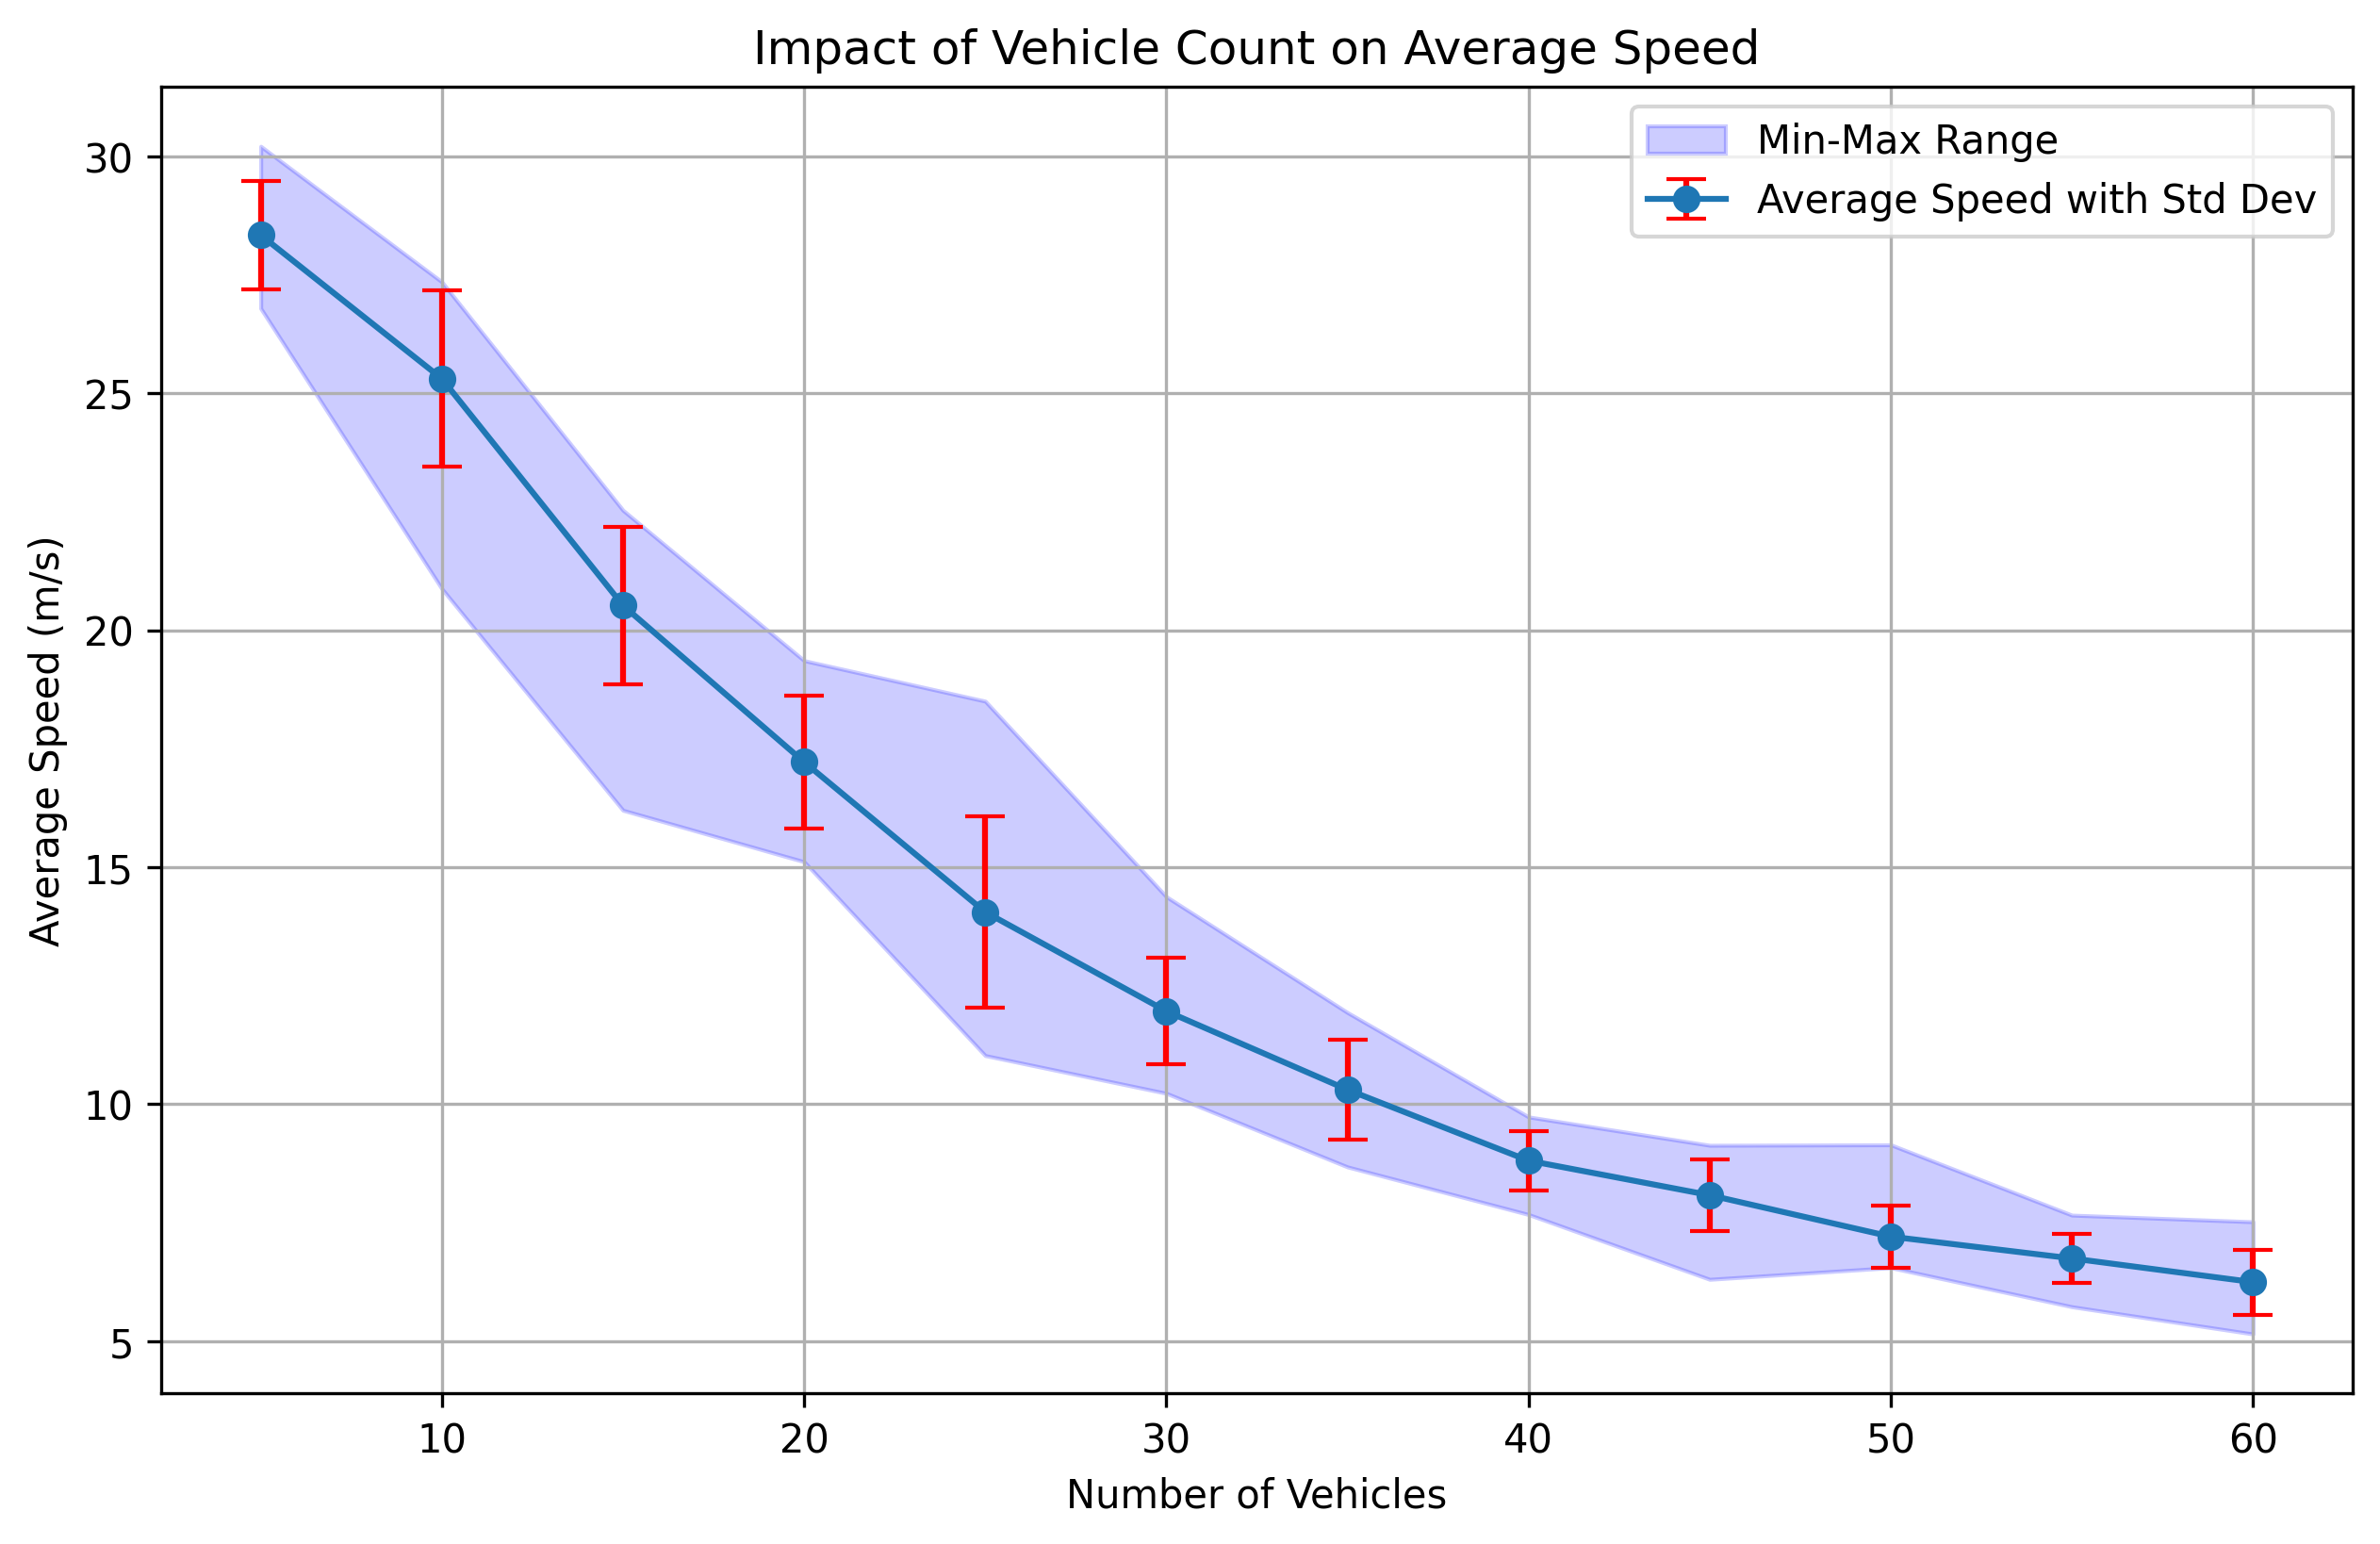 Impact of Vehicle Count on Average Speed
Min-Max Range
Average Speed with Std Dev
Average Speed (m/s)
30
25
20
15
10
5
10 20 30 40 50 60
Number of Vehicles